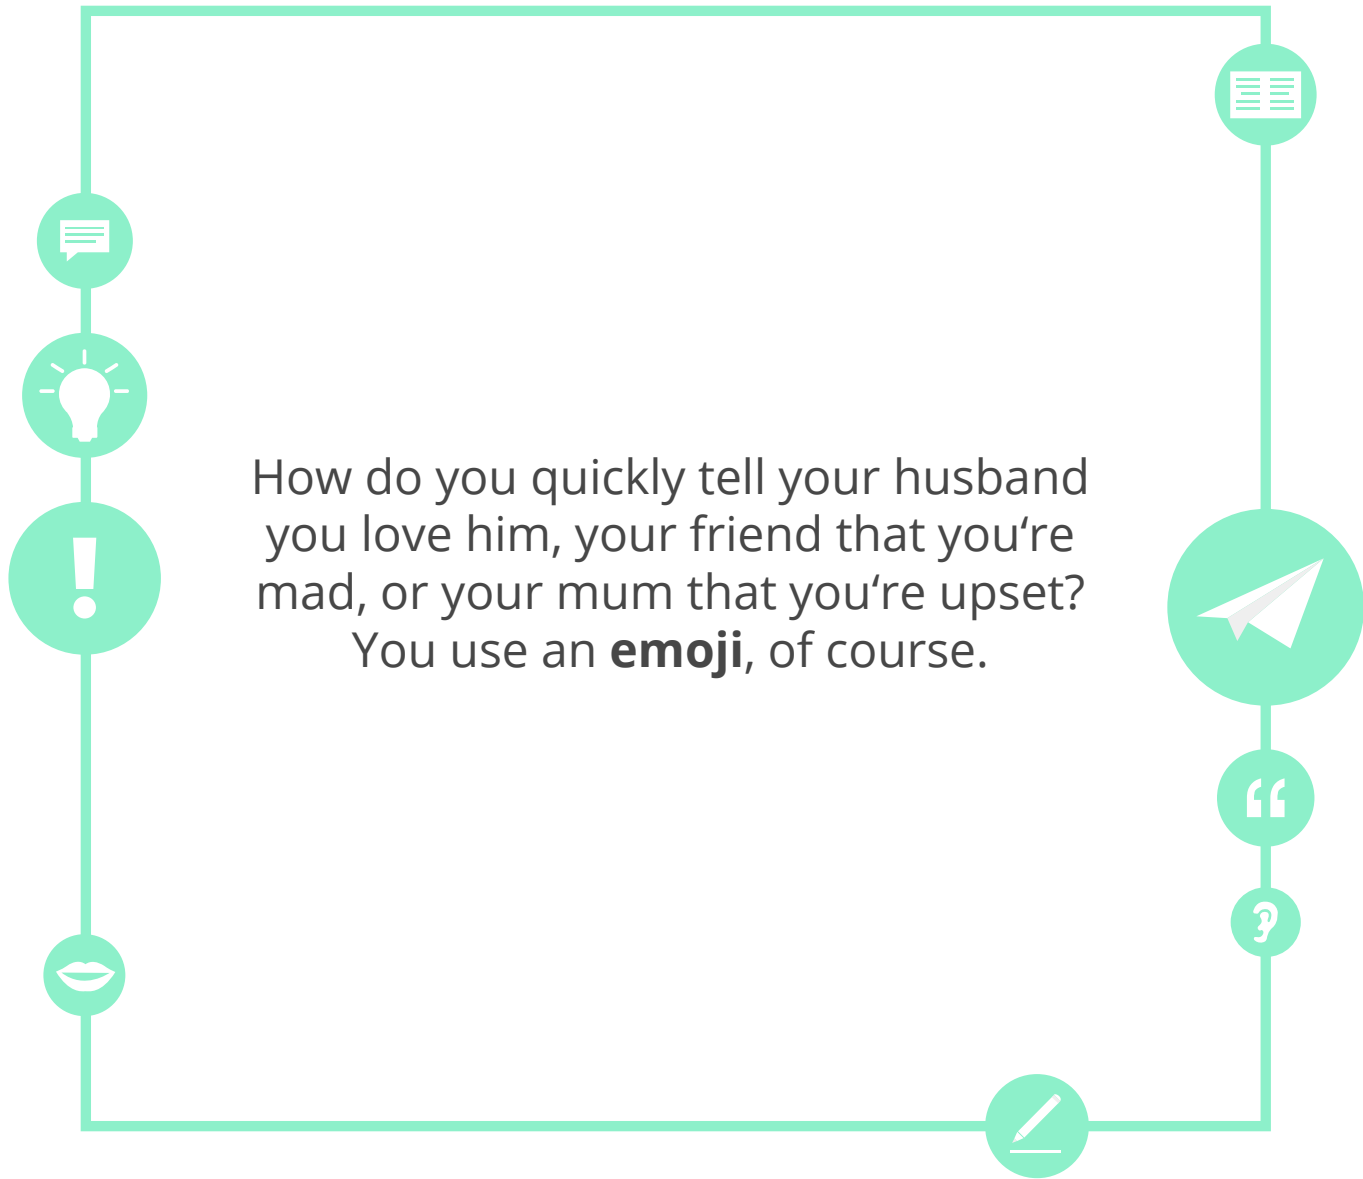 How do you quickly tell your husband
you love him, your friend that you‘re
mad, or your mum that you‘re upset?
You use an emoji, of course.